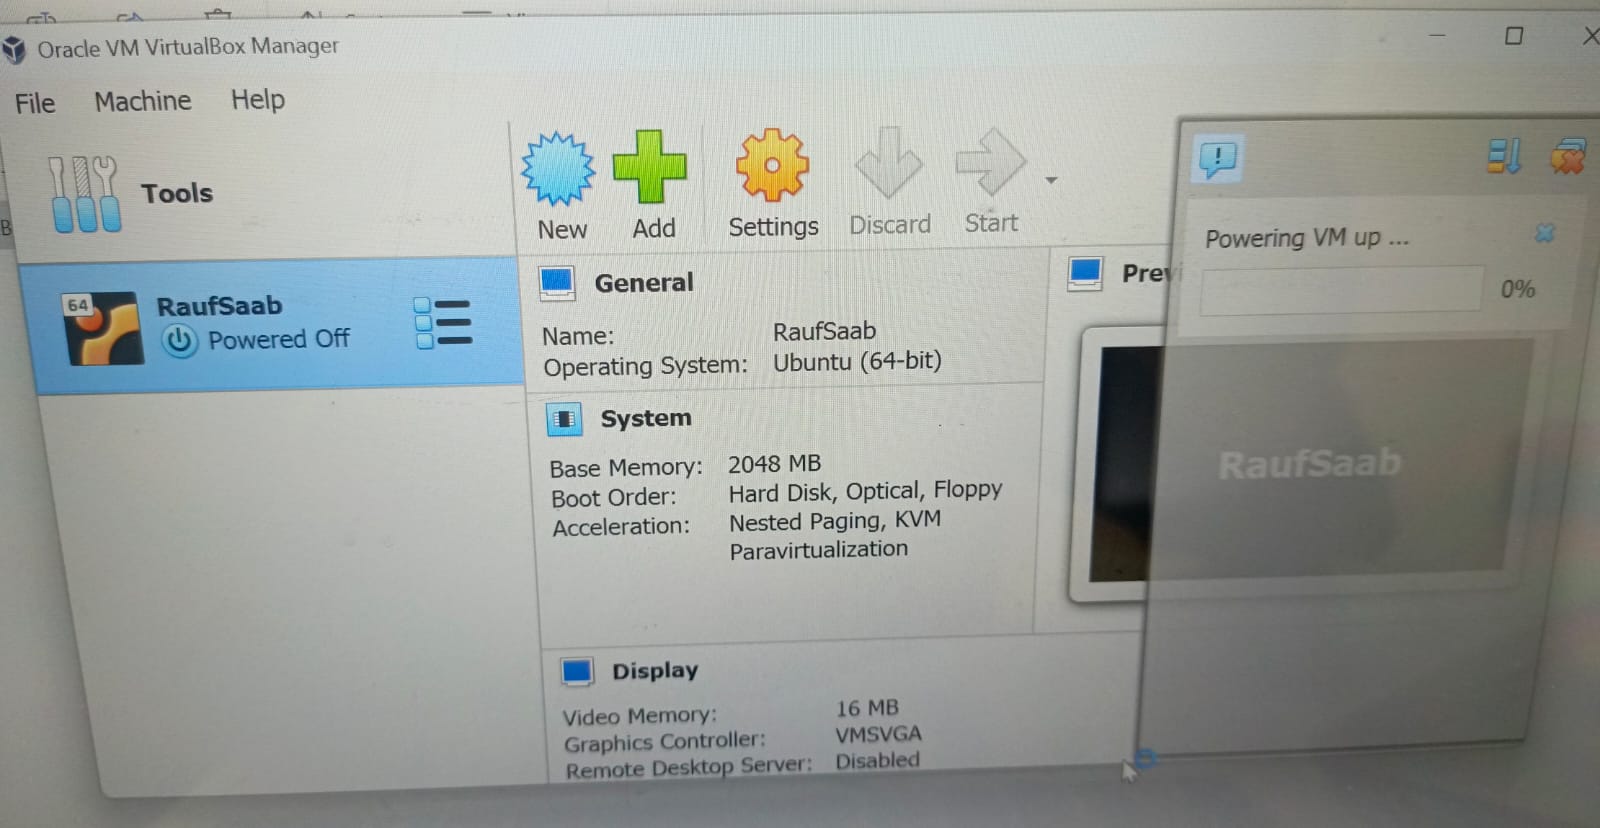 Oracle VM VirtualBox Manager
File Machine Help
Tools
New Add Settings Discard Start
64
RaufSaab
Powered Off
General
Name: RaufSaab
Operating System: Ubuntu (64-bit)
System
Base Memory: 2048 MB
Boot Order: Hard Disk, Optical, Floppy
Acceleration: Nested Paging, KVM
Paravirtualization
Display
Video Memory: 16 MB
Graphics Controller: VMSVGA
Remote Desktop Server: Disabled
Previ
Powering VM up ...
0%
RaufSaab